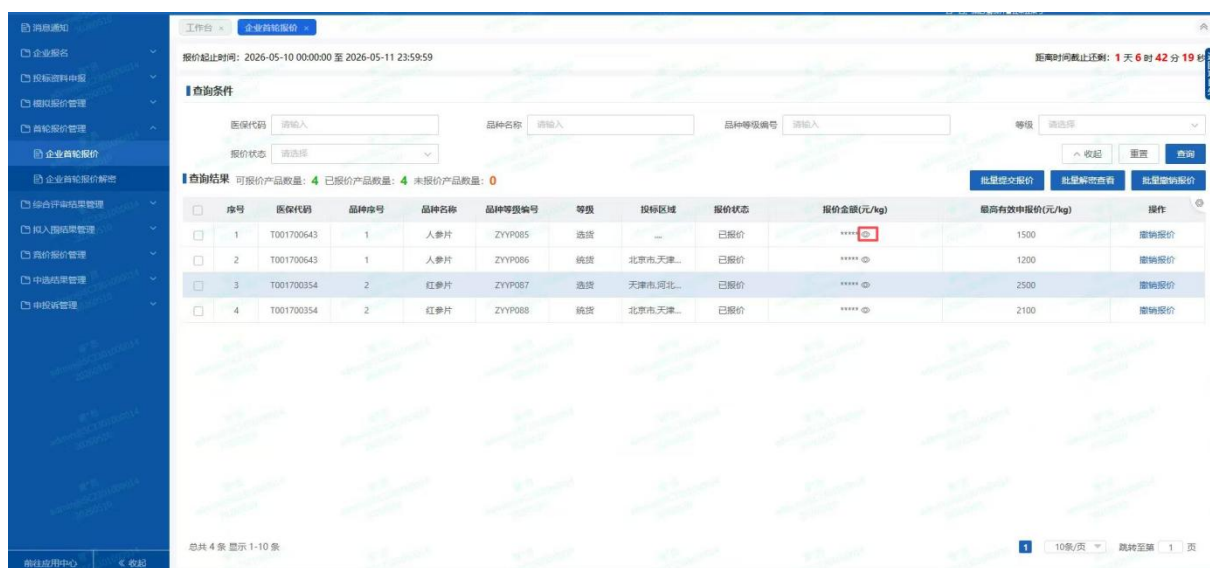 消息通知
企业报名
投标资料申报
模拟报价管理
首轮报价管理
企业首轮报价
企业首轮报价解密
综合评审结果管理
拟入围结果管理
竞价报价管理
中选结果管理
申投诉管理
前往应用中心 《 收起
工作台 × 企业首轮报价 ×
报价起止时间: 2026-05-10 00:00:00 至 2026-05-11 23:59:59 距离时间截止还剩: 1 天 6 时 42 分 19 秒
查询条件
医保代码 请输入 品种名称 请输入 品种等级编号 请输入 等级 请选择
报价状态 请选择 收起 重置 查询
查询结果 可报价产品数量: 4 已报价产品数量: 4 未报价产品数量: 0 批量提交报价 批量解密查看 批量撤销报价
序号 医保代码 品种序号 品种名称 品种等级编号 等级 投标区域 报价状态 报价金额(元/kg) 最高有效申报价(元/kg) 操作
1 T001700643 1 人参片 ZYYP085 选货 ... 已报价 ***** 1500 撤销报价
2 T001700643 1 人参片 ZYYP086 统货 北京市,天津... 已报价 ***** 1200 撤销报价
3 T001700354 2 红参片 ZYYP087 选货 天津市,河北... 已报价 ***** 2500 撤销报价
4 T001700354 2 红参片 ZYYP088 统货 北京市,天津... 已报价 ***** 2100 撤销报价
总共 4 条 显示 1-10 条 1 10条/页 跳转至第 1 页